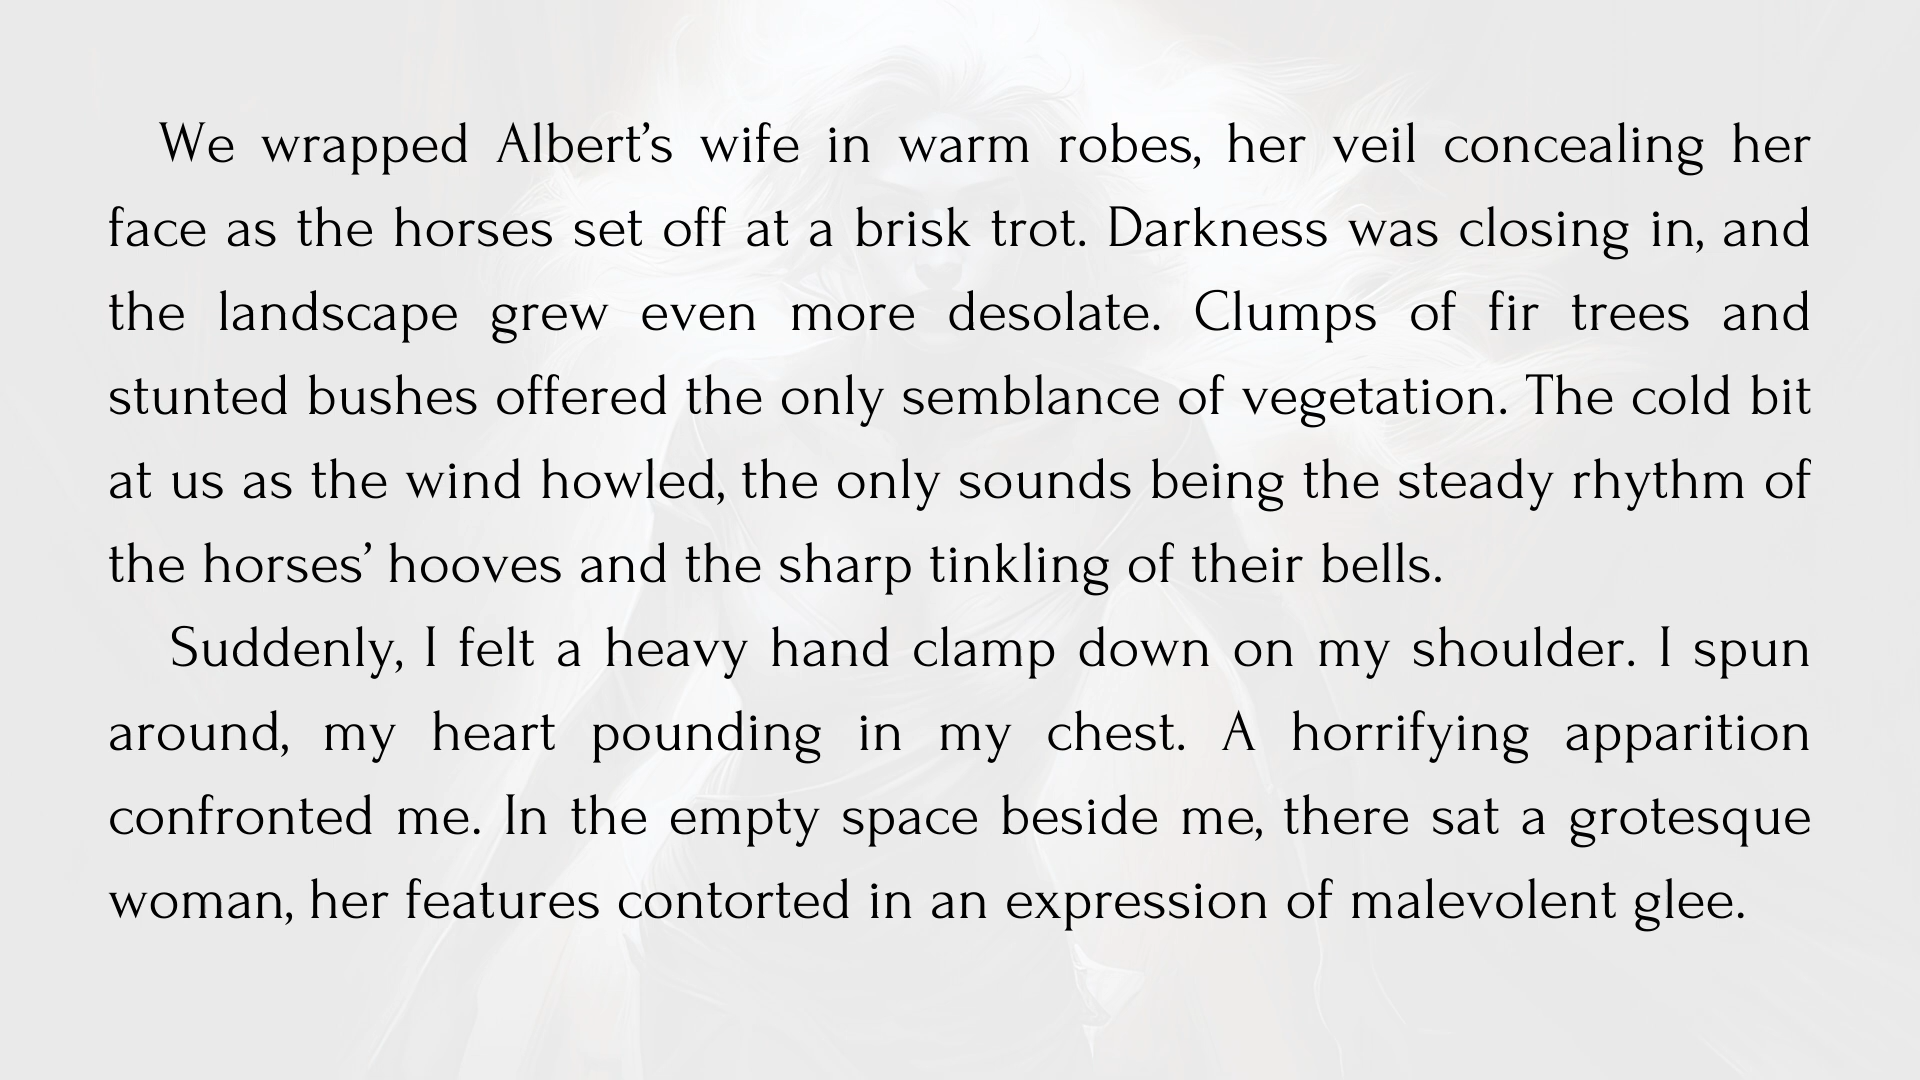 We wrapped Albert’s wife in warm robes, her veil concealing her
face as the horses set off at a brisk trot. Darkness was closing in, and
the landscape grew even more desolate. Clumps of fir trees and
stunted bushes offered the only semblance of vegetation. The cold bit
at us as the wind howled, the only sounds being the steady rhythm of
the horses’ hooves and the sharp tinkling of their bells.
Suddenly, I felt a heavy hand clamp down on my shoulder. I spun
around, my heart pounding in my chest. A horrifying apparition
confronted me. In the empty space beside me, there sat a grotesque
woman, her features contorted in an expression of malevolent glee.